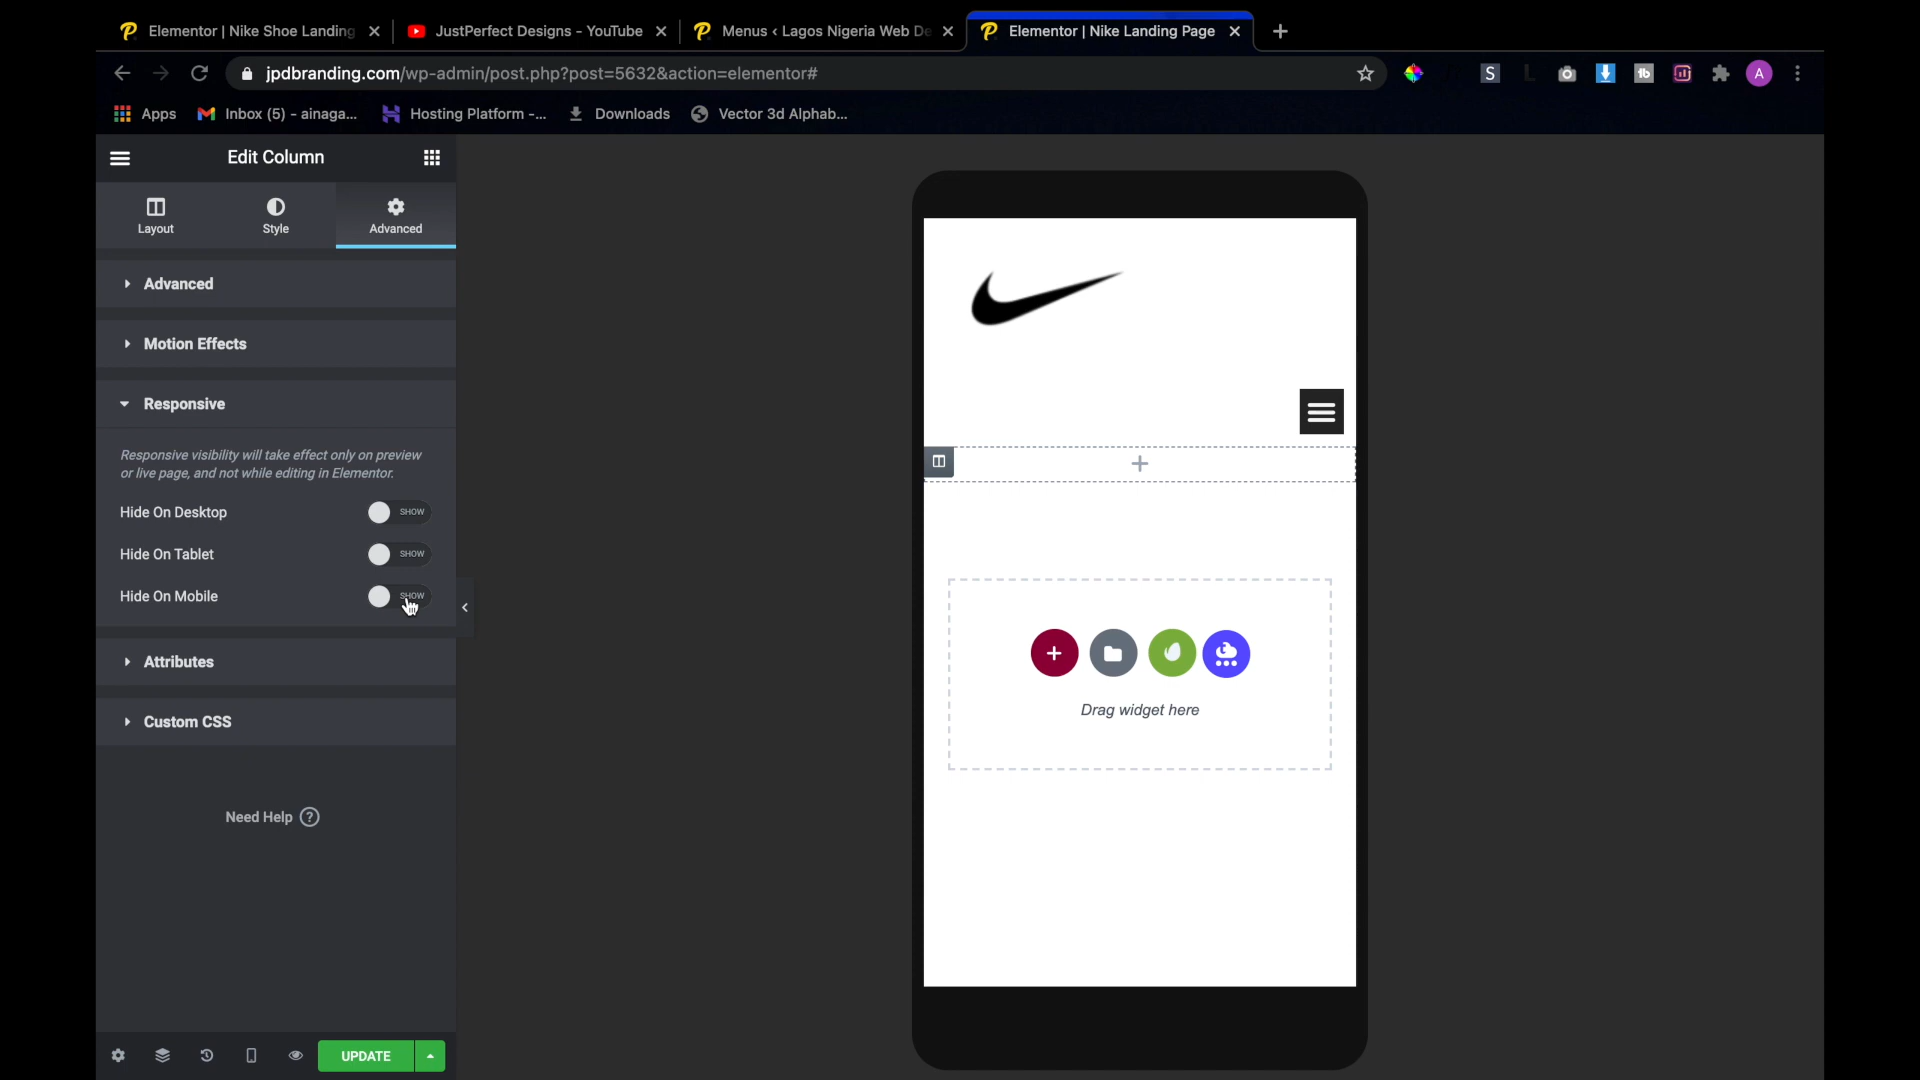 Elementor | Nike Shoe Landing
JustPerfect Designs - YouTube
Menus ‹ Lagos Nigeria Web De
Elementor | Nike Landing Page
jpdbranding.com/wp-admin/post.php?post=5632&action=elementor#
S
L
tb
A
Apps
Inbox (5) - ainaga...
Hosting Platform -...
Downloads
Vector 3d Alphab...
Edit Column
Layout
Style
Advanced
Advanced
Motion Effects
Responsive
Responsive visibility will take effect only on preview
or live page, and not while editing in Elementor.
Hide On Desktop
SHOW
Hide On Tablet
SHOW
Hide On Mobile
SHOW
Attributes
Custom CSS
Need Help ?
UPDATE
Drag widget here